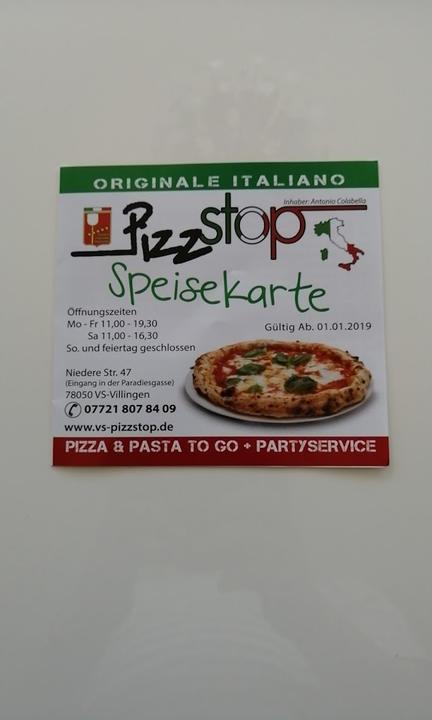 ORIGINALE ITALIANO
Inhaber: Antonio Colabella
Pizzstop
Speisekarte
Öffnungszeiten
Mo - Fr 11,00 - 19,30
Sa 11,00 - 16,30
So. und feiertag geschlossen
Gültig Ab. 01.01.2019
Niedere Str. 47
(Eingang in der Paradiesgasse)
78050 VS-Villingen
07721 807 84 09
www.vs-pizzstop.de
PIZZA & PASTA TO GO + PARTYSERVICE